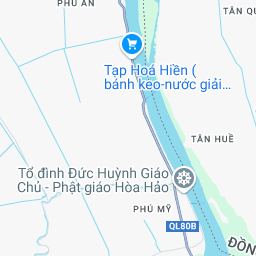 PHÚ AN
TÂN QU
Tạp Hoá Hiền (
bánh kẹo-nước giải...
TÂN HUỀ
Tổ đình Đức Huỳnh Giáo
Chủ - Phật giáo Hòa Hảo
PHÚ MỸ
QL80B
ĐỒN